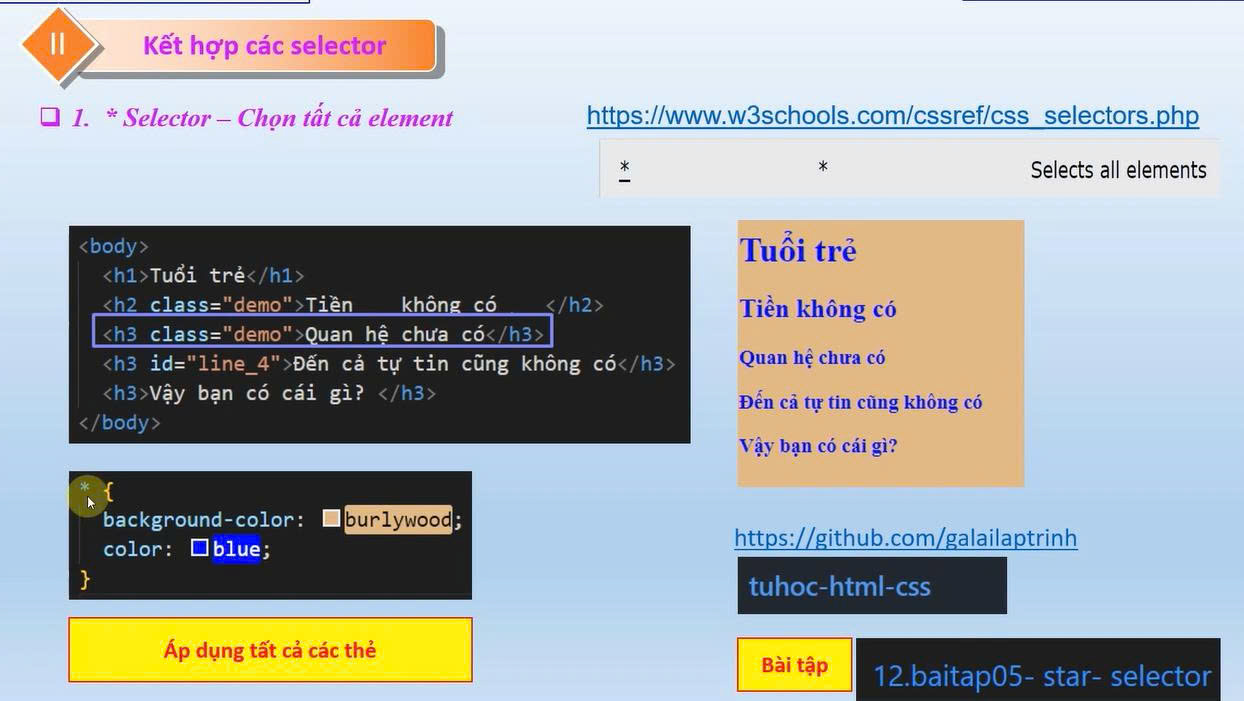 II
Kết hợp các selector
1. * Selector – Chọn tất cả element
https://www.w3schools.com/cssref/css_selectors.php
* * Selects all elements
<body>
<h1>Tuổi trẻ</h1>
<h2 class="demo">Tiền    không có    </h2>
<h3 class="demo">Quan hệ chưa có</h3>
<h3 id="line_4">Đến cả tự tin cũng không có</h3>
<h3>Vậy bạn có cái gì? </h3>
</body>
Tuổi trẻ
Tiền không có
Quan hệ chưa có
Đến cả tự tin cũng không có
Vậy bạn có cái gì?
* {
background-color: burlywood;
color: blue;
}
Áp dụng tất cả các thẻ
https://github.com/galailaptrinh
tuhoc-html-css
Bài tập
12.baitap05- star- selector